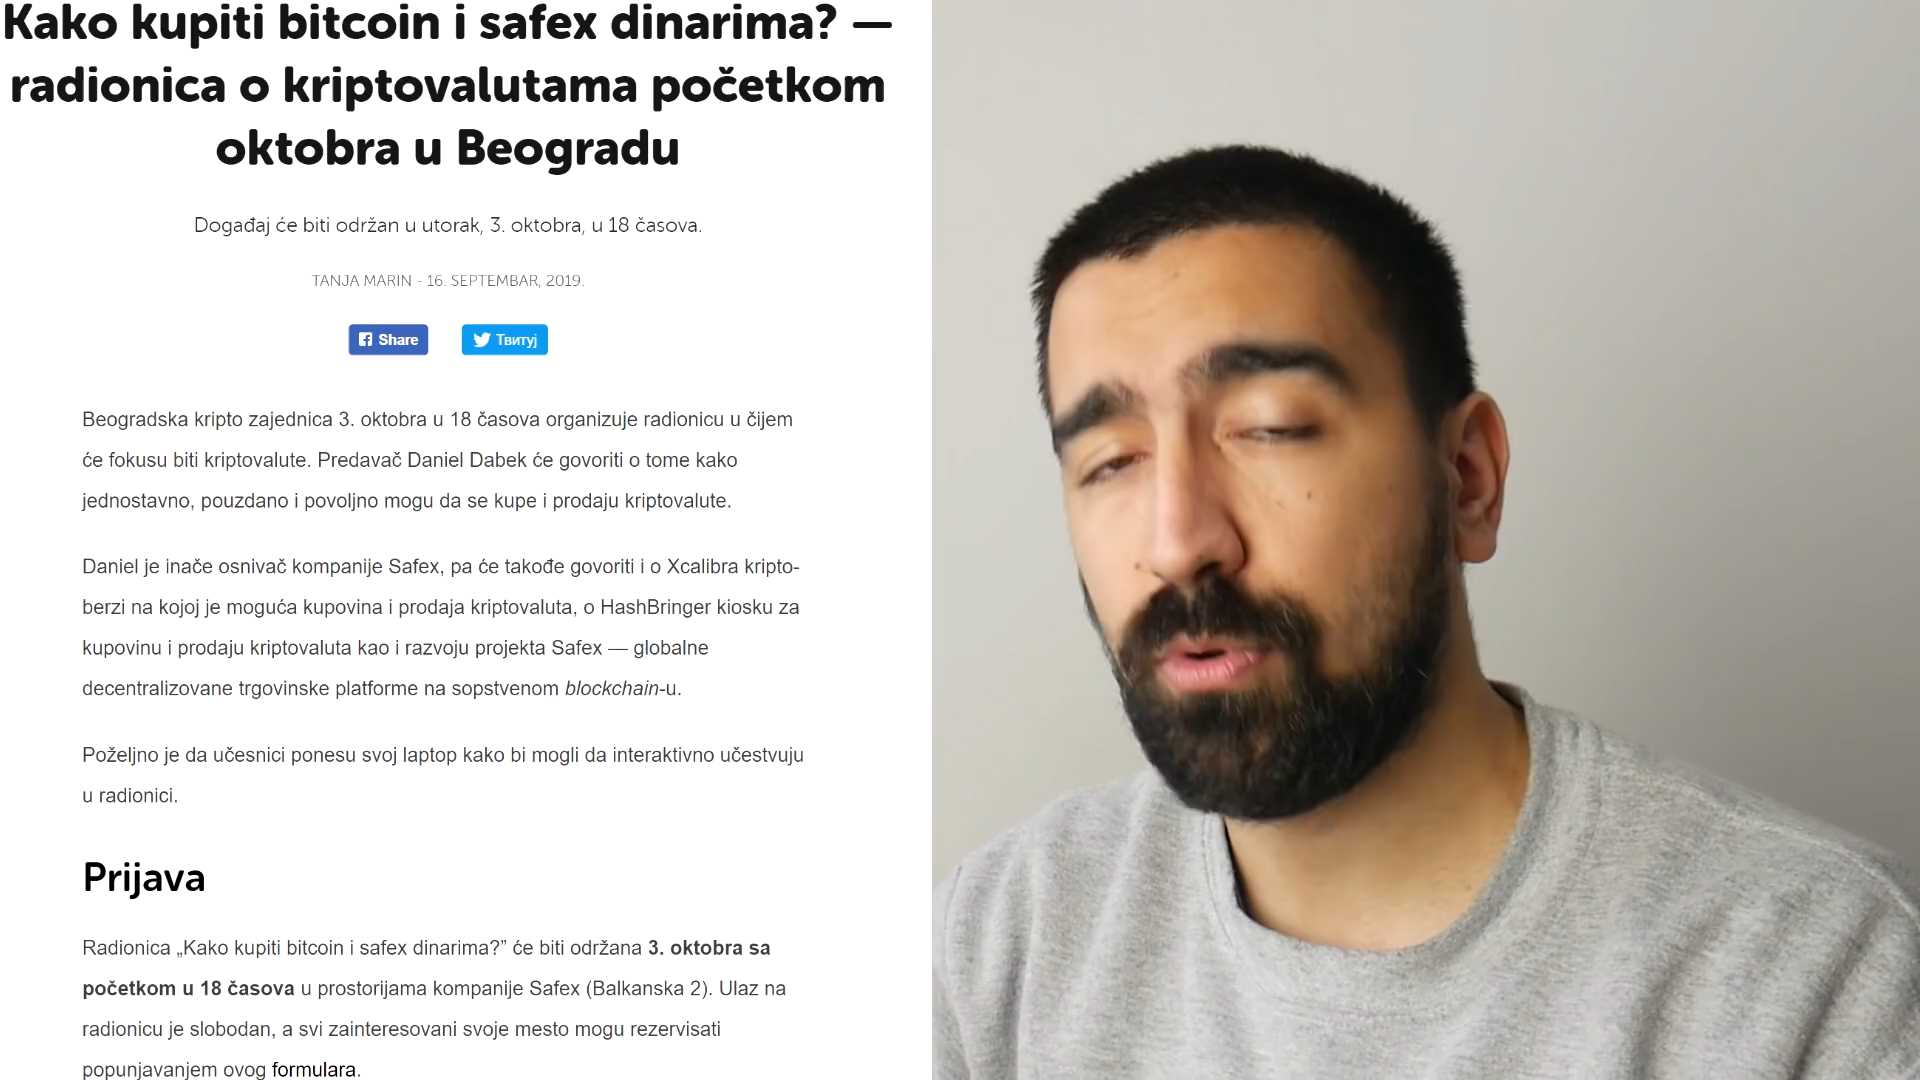 Kako kupiti bitcoin i safex dinarima? —
radionica o kriptovalutama početkom
oktobra u Beogradu
Događaj će biti održan u utorak, 3. oktobra, u 18 časova.
TANJA MARIN - 16. SEPTEMBAR, 2019.
Share
Твитуј
Beogradska kripto zajednica 3. oktobra u 18 časova organizuje radionicu u čijem
će fokusu biti kriptovalute. Predavač Daniel Dabek će govoriti o tome kako
jednostavno, pouzdano i povoljno mogu da se kupe i prodaju kriptovalute.
Daniel je inače osnivač kompanije Safex, pa će takođe govoriti i o Xcalibra kripto-
berzi na kojoj je moguća kupovina i prodaja kriptovaluta, o HashBringer kiosku za
kupovinu i prodaju kriptovaluta kao i razvoju projekta Safex — globalne
decentralizovane trgovinske platforme na sopstvenom blockchain-u.
Poželjno je da učesnici ponesu svoj laptop kako bi mogli da interaktivno učestvuju
u radionici.
Prijava
Radionica „Kako kupiti bitcoin i safex dinarima?” će biti održana 3. oktobra sa
početkom u 18 časova u prostorijama kompanije Safex (Balkanska 2). Ulaz na
radionicu je slobodan, a svi zainteresovani svoje mesto mogu rezervisati
popunjavanjem ovog formulara.